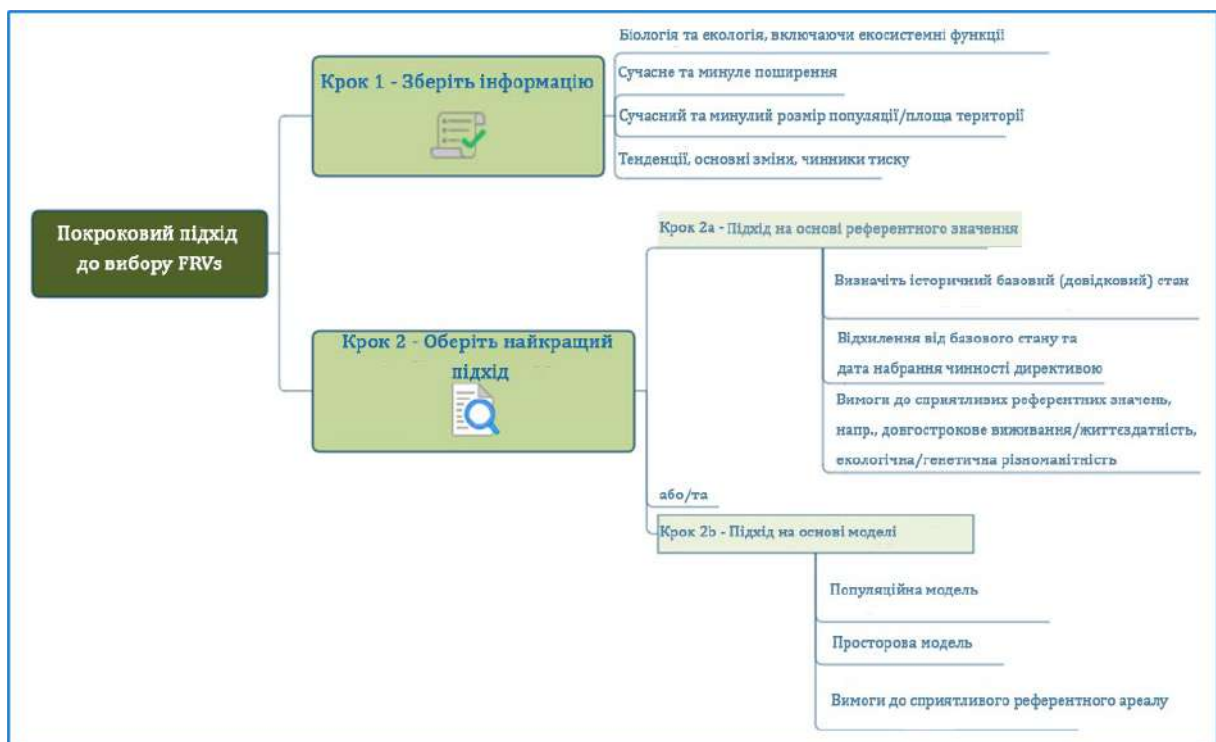 Покроковий підхід
до вибору FRVs
Крок 1 - Зберіть інформацію
Біологія та екологія, включаючи екосистемні функції
Сучасне та минуле поширення
Сучасний та минулий розмір популяції/площа території
Тенденції, основні зміни, чинники тиску
Крок 2 - Оберіть найкращий
підхід
Крок 2a - Підхід на основі референтного значення
Визначіть історичний базовий (довідковий) стан
Відхилення від базового стану та
дата набрання чинності директивою
Вимоги до сприятливих референтних значень,
напр., довгострокове виживання/життєздатність,
екологічна/генетична різноманітність
або/та
Крок 2b - Підхід на основі моделі
Популяційна модель
Просторова модель
Вимоги до сприятливого референтного ареалу